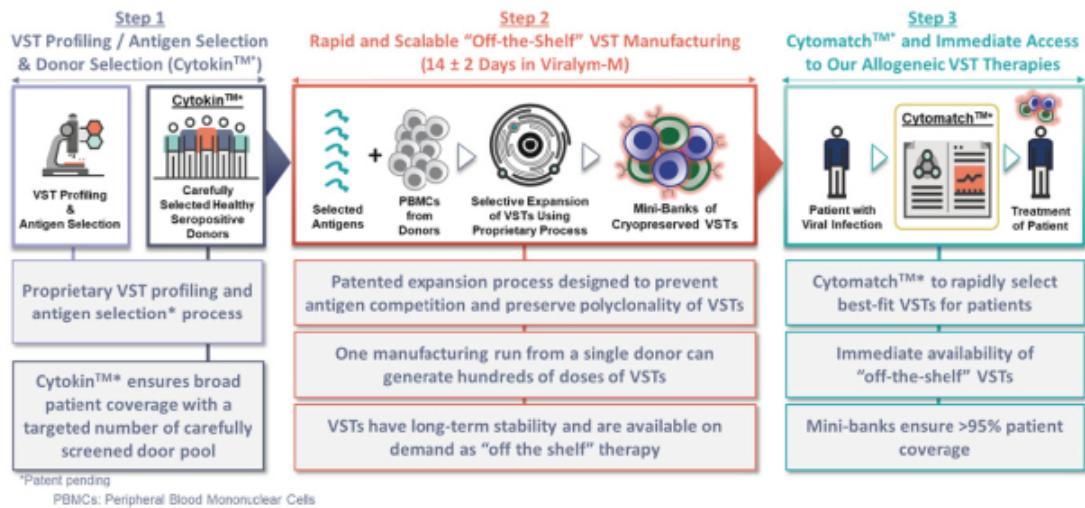 Step 1
VST Profiling / Antigen Selection
& Donor Selection (Cytokin™*)
VST Profiling
&
Antigen Selection
Cytokin™*
Carefully
Selected Healthy
Seropositive
Donors
Proprietary VST profiling and
antigen selection* process
Cytokin™* ensures broad
patient coverage with a
targeted number of carefully
screened door pool
Step 2
Rapid and Scalable “Off-the-Shelf” VST Manufacturing
(14 ± 2 Days in Viralym-M)
+
Selected
Antigens
PBMCs
from
Donors
Selective Expansion
of VSTs Using
Proprietary Process
Mini-Banks of
Cryopreserved VSTs
Patented expansion process designed to prevent
antigen competition and preserve polyclonality of VSTs
One manufacturing run from a single donor can
generate hundreds of doses of VSTs
VSTs have long-term stability and are available on
demand as “off the shelf” therapy
Step 3
Cytomatch™* and Immediate Access
to Our Allogeneic VST Therapies
Patient with
Viral Infection
Cytomatch™*
Treatment
of Patient
Cytomatch™* to rapidly select
best-fit VSTs for patients
Immediate availability of
“off-the-shelf” VSTs
Mini-banks ensure >95% patient
coverage
*Patent pending
PBMCs: Peripheral Blood Mononuclear Cells